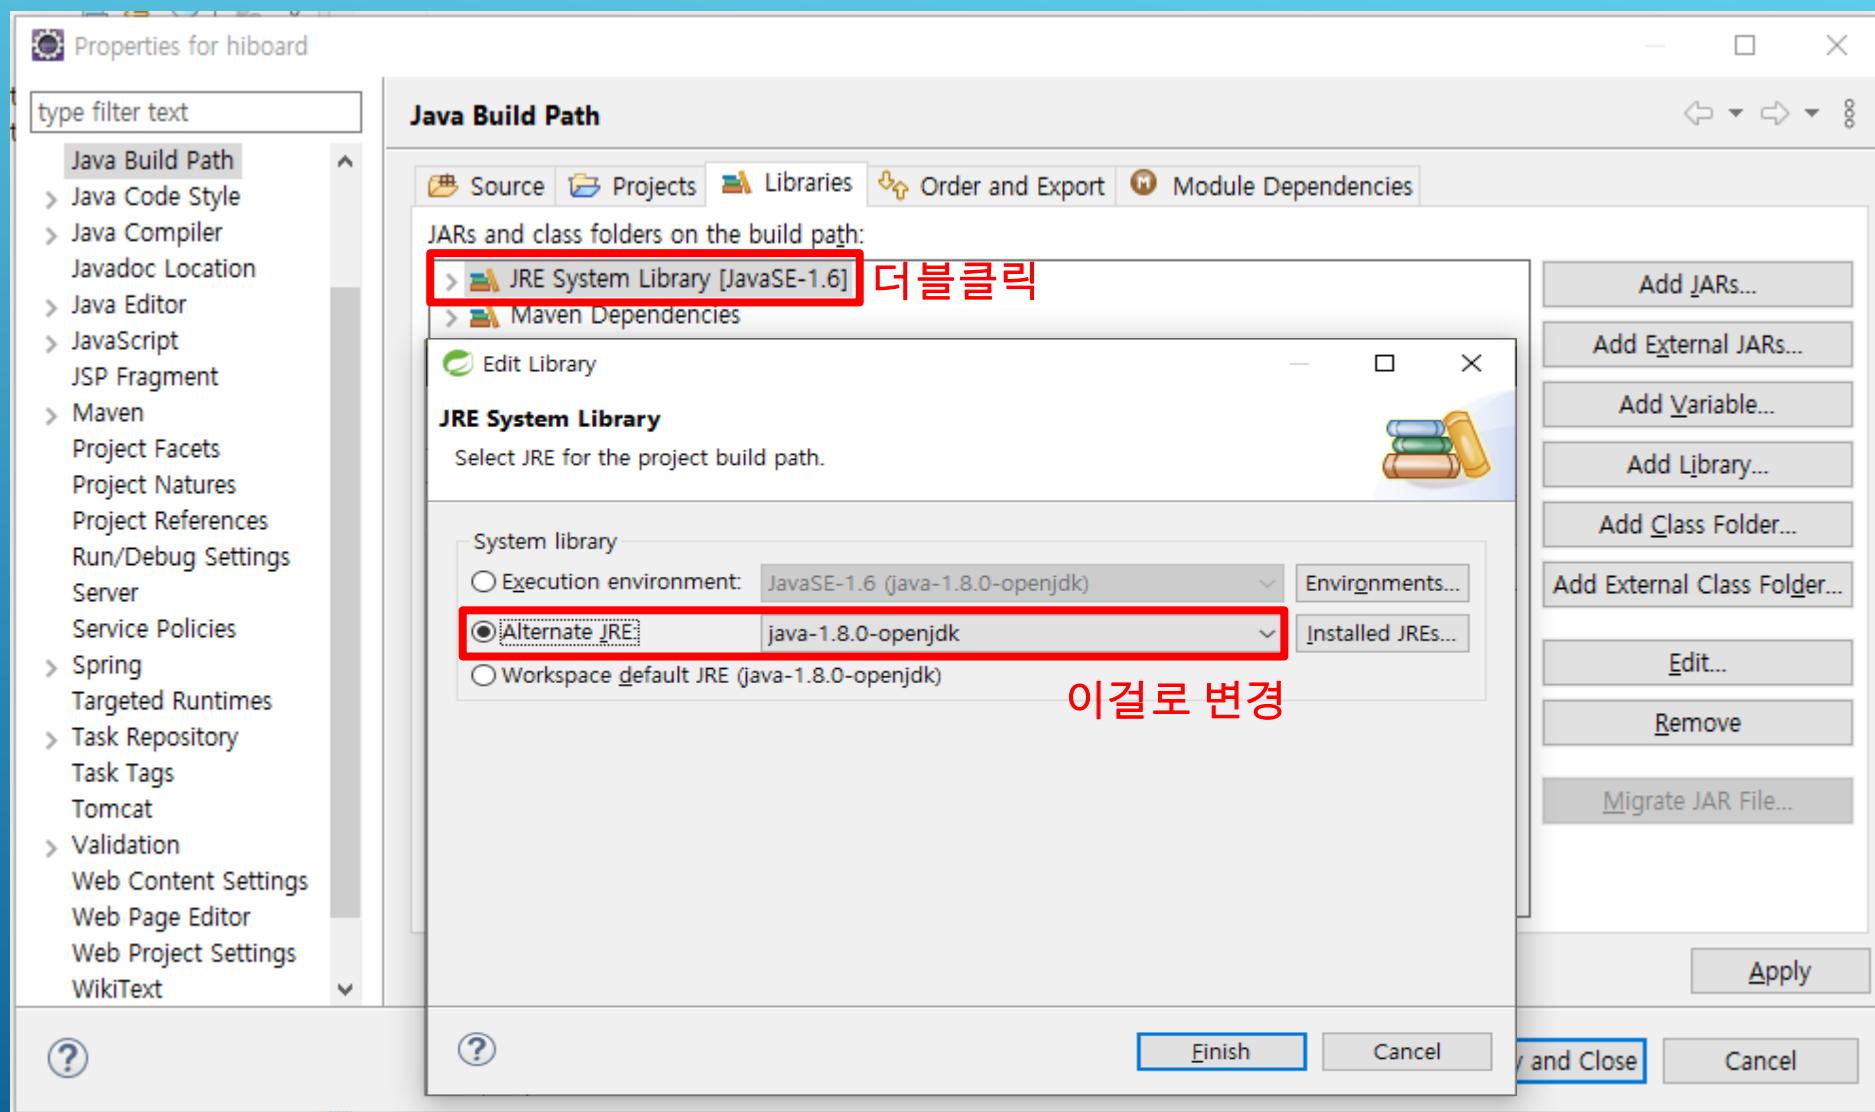 Properties for hiboard
type filter text
Java Build Path
Java Code Style
Java Compiler
Javadoc Location
Java Editor
JavaScript
JSP Fragment
Maven
Project Facets
Project Natures
Project References
Run/Debug Settings
Server
Service Policies
Spring
Targeted Runtimes
Task Repository
Task Tags
Tomcat
Validation
Web Content Settings
Web Page Editor
Web Project Settings
WikiText
Java Build Path
Source Projects Libraries Order and Export Module Dependencies
JARs and class folders on the build path:
JRE System Library [JavaSE-1.6] 더블클릭
Maven Dependencies
Edit Library
JRE System Library
Select JRE for the project build path.
System library
Execution environment: JavaSE-1.6 (java-1.8.0-openjdk) Environments...
Alternate JRE: java-1.8.0-openjdk Installed JREs...
Workspace default JRE (java-1.8.0-openjdk)
이걸로 변경
Finish Cancel
Add JARs...
Add External JARs...
Add Variable...
Add Library...
Add Class Folder...
Add External Class Folder...
Edit...
Remove
Migrate JAR File...
Apply
and Close Cancel